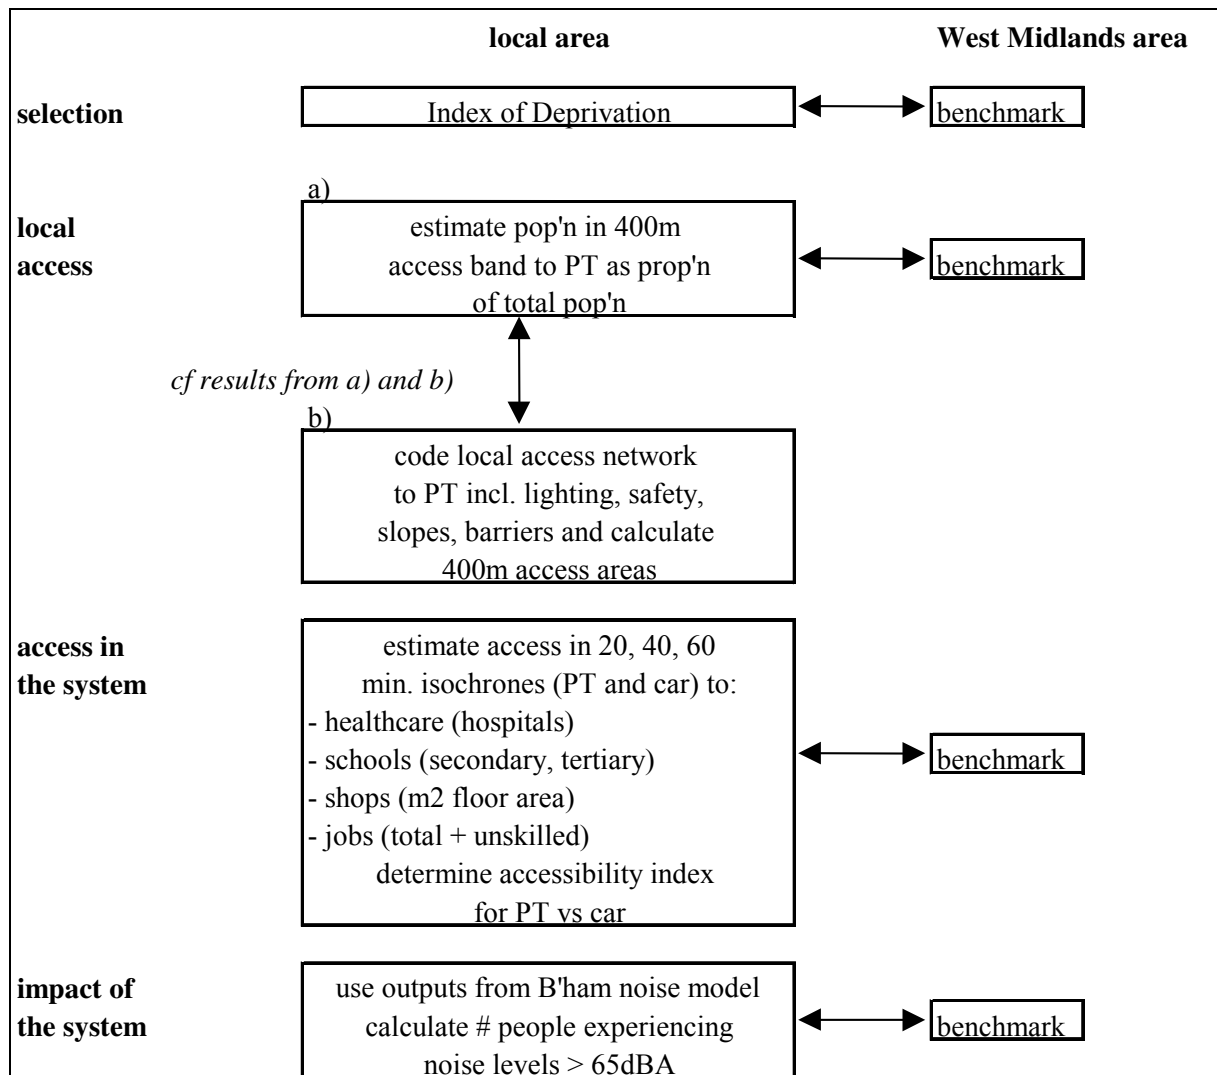 local area West Midlands area
selection Index of Deprivation benchmark
a)
local estimate pop'n in 400m
access access band to PT as prop'n benchmark
of total pop'n
cf results from a) and b)
b)
code local access network
to PT incl. lighting, safety,
slopes, barriers and calculate
400m access areas
access in estimate access in 20, 40, 60
the system min. isochrones (PT and car) to:
- healthcare (hospitals)
- schools (secondary, tertiary) benchmark
- shops (m2 floor area)
- jobs (total + unskilled)
determine accessibility index
for PT vs car
impact of use outputs from B'ham noise model
the system calculate # people experiencing benchmark
noise levels > 65dBA